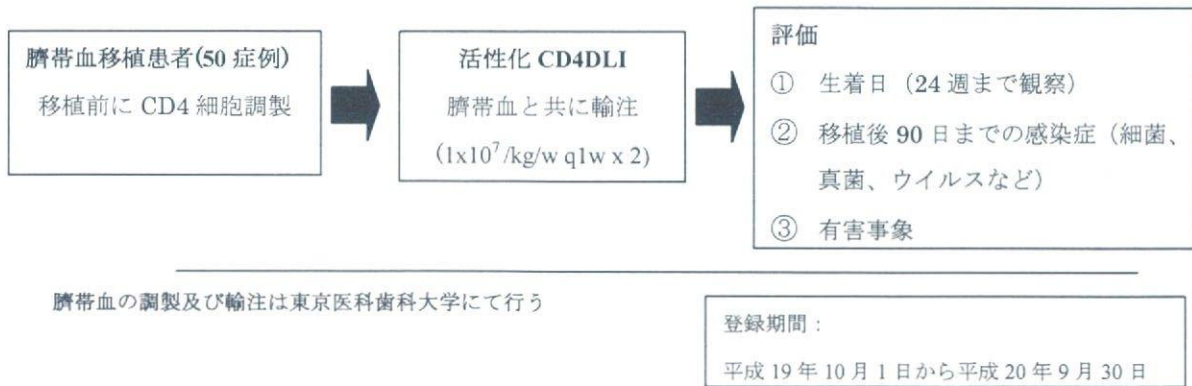 臍帯血移植患者(50 症例)
移植前に CD4 細胞調製
活性化 CD4DLI
臍帯血と共に輸注
(1x10⁷/kg/w q1w x 2)
評価
① 生着日（24 週まで観察）
② 移植後 90 日までの感染症（細菌、
真菌、ウイルスなど）
③ 有害事象
臍帯血の調製及び輸注は東京医科歯科大学にて行う
登録期間：
平成 19 年 10 月 1 日から平成 20 年 9 月 30 日